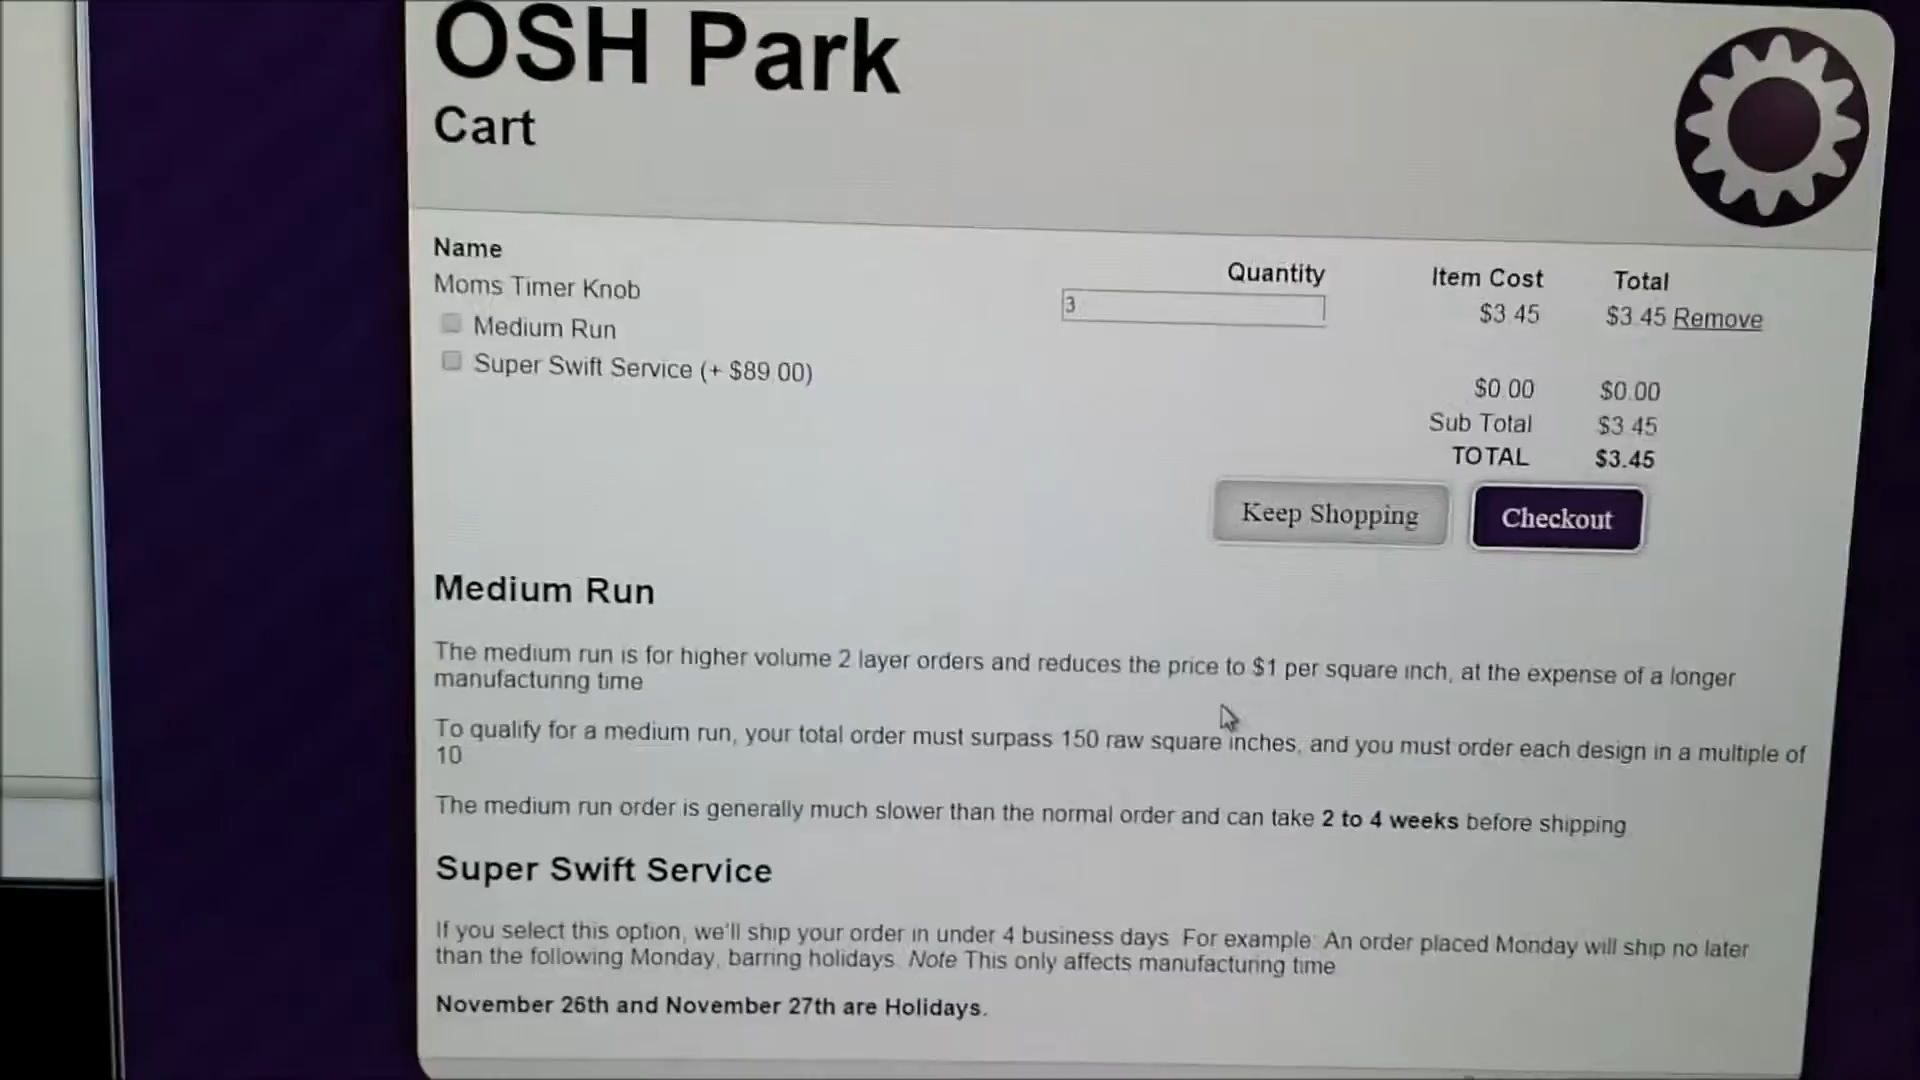 OSH Park
Cart
Name Quantity Item Cost Total
Moms Timer Knob 3 $3.45 $3.45 Remove
Medium Run
Super Swift Service (+ $89.00)
$0.00 $0.00
Sub Total $3.45
TOTAL $3.45
Keep Shopping Checkout
Medium Run
The medium run is for higher volume 2 layer orders and reduces the price to $1 per square inch, at the expense of a longer
manufacturing time
To qualify for a medium run, your total order must surpass 150 raw square inches, and you must order each design in a multiple of
10
The medium run order is generally much slower than the normal order and can take 2 to 4 weeks before shipping
Super Swift Service
If you select this option, we'll ship your order in under 4 business days. For example: An order placed Monday will ship no later
than the following Monday, barring holidays. Note This only affects manufacturing time
November 26th and November 27th are Holidays.